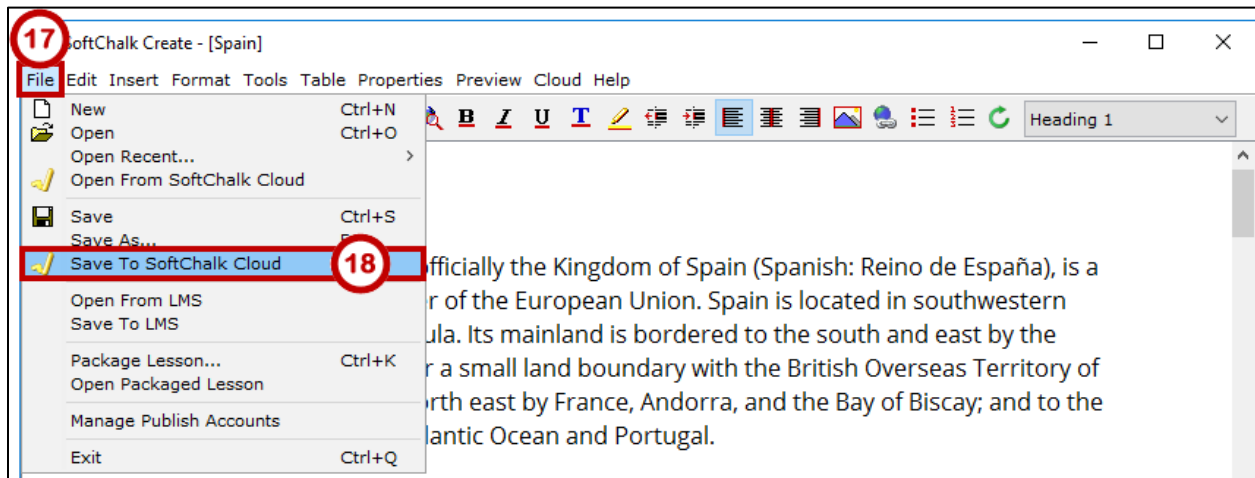 17
SoftChalk Create - [Spain]
File Edit Insert Format Tools Table Properties Preview Cloud Help
B I U T Heading 1
New Ctrl+N
Open Ctrl+O
Open Recent... >
Open From SoftChalk Cloud
Save Ctrl+S
Save As...
Save To SoftChalk Cloud 18
officially the Kingdom of Spain (Spanish: Reino de España), is a
r of the European Union. Spain is located in southwestern
ula. Its mainland is bordered to the south and east by the
r a small land boundary with the British Overseas Territory of
orth east by France, Andorra, and the Bay of Biscay; and to the
lantic Ocean and Portugal.
Open From LMS
Save To LMS
Package Lesson... Ctrl+K
Open Packaged Lesson
Manage Publish Accounts
Exit Ctrl+Q